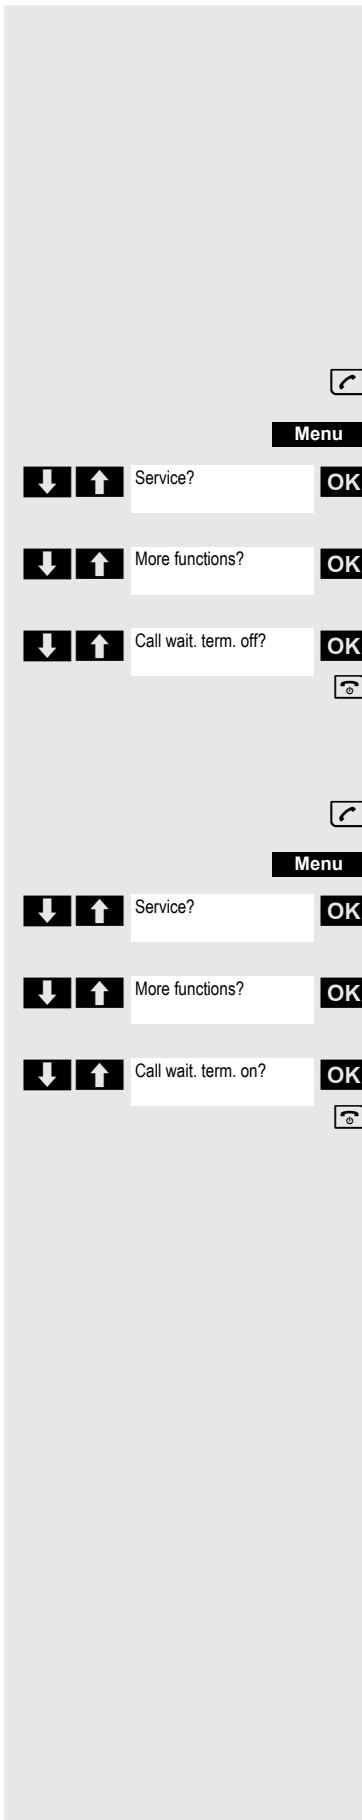 Menu
Service? OK
More functions? OK
Call wait. term. off? OK
Menu
Service? OK
More functions? OK
Call wait. term. on? OK